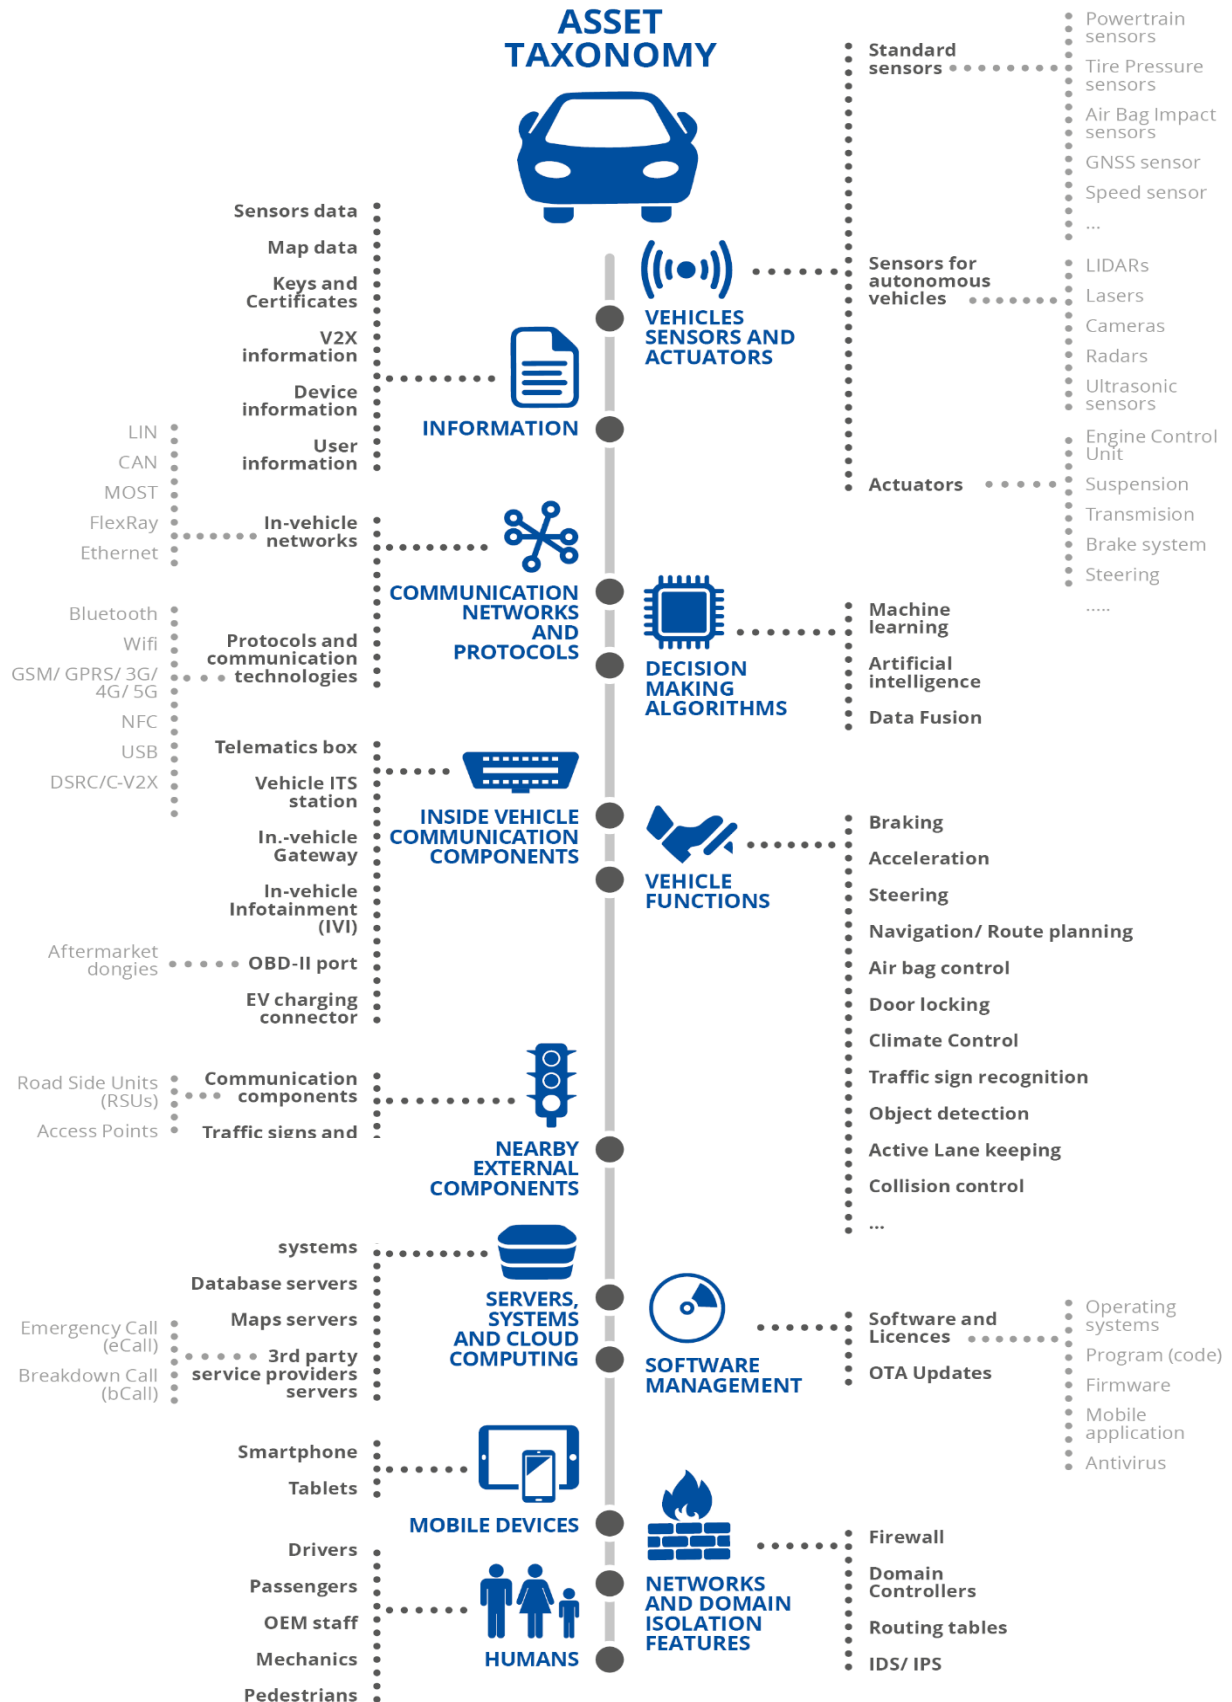 ASSET
TAXONOMY
Standard
sensors
Powertrain
sensors
Tire Pressure
sensors
Air Bag Impact
sensors
GNSS sensor
Speed sensor
...
VEHICLES
SENSORS AND
ACTUATORS
Sensors for
autonomous
vehicles
LIDARs
Lasers
Cameras
Radars
Ultrasonic
sensors
Actuators
Engine Control
Unit
Suspension
Transmision
Brake system
Steering
.....
Sensors data
Map data
Keys and
Certificates
V2X
information
Device
information
User
information
INFORMATION
LIN
CAN
MOST
FlexRay
Ethernet
In-vehicle
networks
COMMUNICATION
NETWORKS
AND
PROTOCOLS
Bluetooth
Wifi
GSM/ GPRS/ 3G/
4G/ 5G
NFC
USB
DSRC/C-V2X
Protocols and
communication
technologies
DECISION
MAKING
ALGORITHMS
Machine
learning
Artificial
intelligence
Data Fusion
Telematics box
Vehicle ITS
station
In.-vehicle
Gateway
In-vehicle
Infotainment
(IVI)
Aftermarket
dongies
OBD-II port
EV charging
connector
INSIDE VEHICLE
COMMUNICATION
COMPONENTS
VEHICLE
FUNCTIONS
Braking
Acceleration
Steering
Navigation/ Route planning
Air bag control
Door locking
Climate Control
Traffic sign recognition
Object detection
Active Lane keeping
Collision control
...
Road Side Units
(RSUs)
Access Points
Communication
components
Traffic signs and
NEARBY
EXTERNAL
COMPONENTS
systems
Database servers
Maps servers
Emergency Call
(eCall)
Breakdown Call
(bCall)
3rd party
service providers
servers
SERVERS,
SYSTEMS
AND CLOUD
COMPUTING
SOFTWARE
MANAGEMENT
Software and
Licences
OTA Updates
Operating
systems
Program (code)
Firmware
Mobile
application
Antivirus
Smartphone
Tablets
MOBILE DEVICES
NETWORKS
AND DOMAIN
ISOLATION
FEATURES
Firewall
Domain
Controllers
Routing tables
IDS/ IPS
Drivers
Passengers
OEM staff
Mechanics
Pedestrians
HUMANS